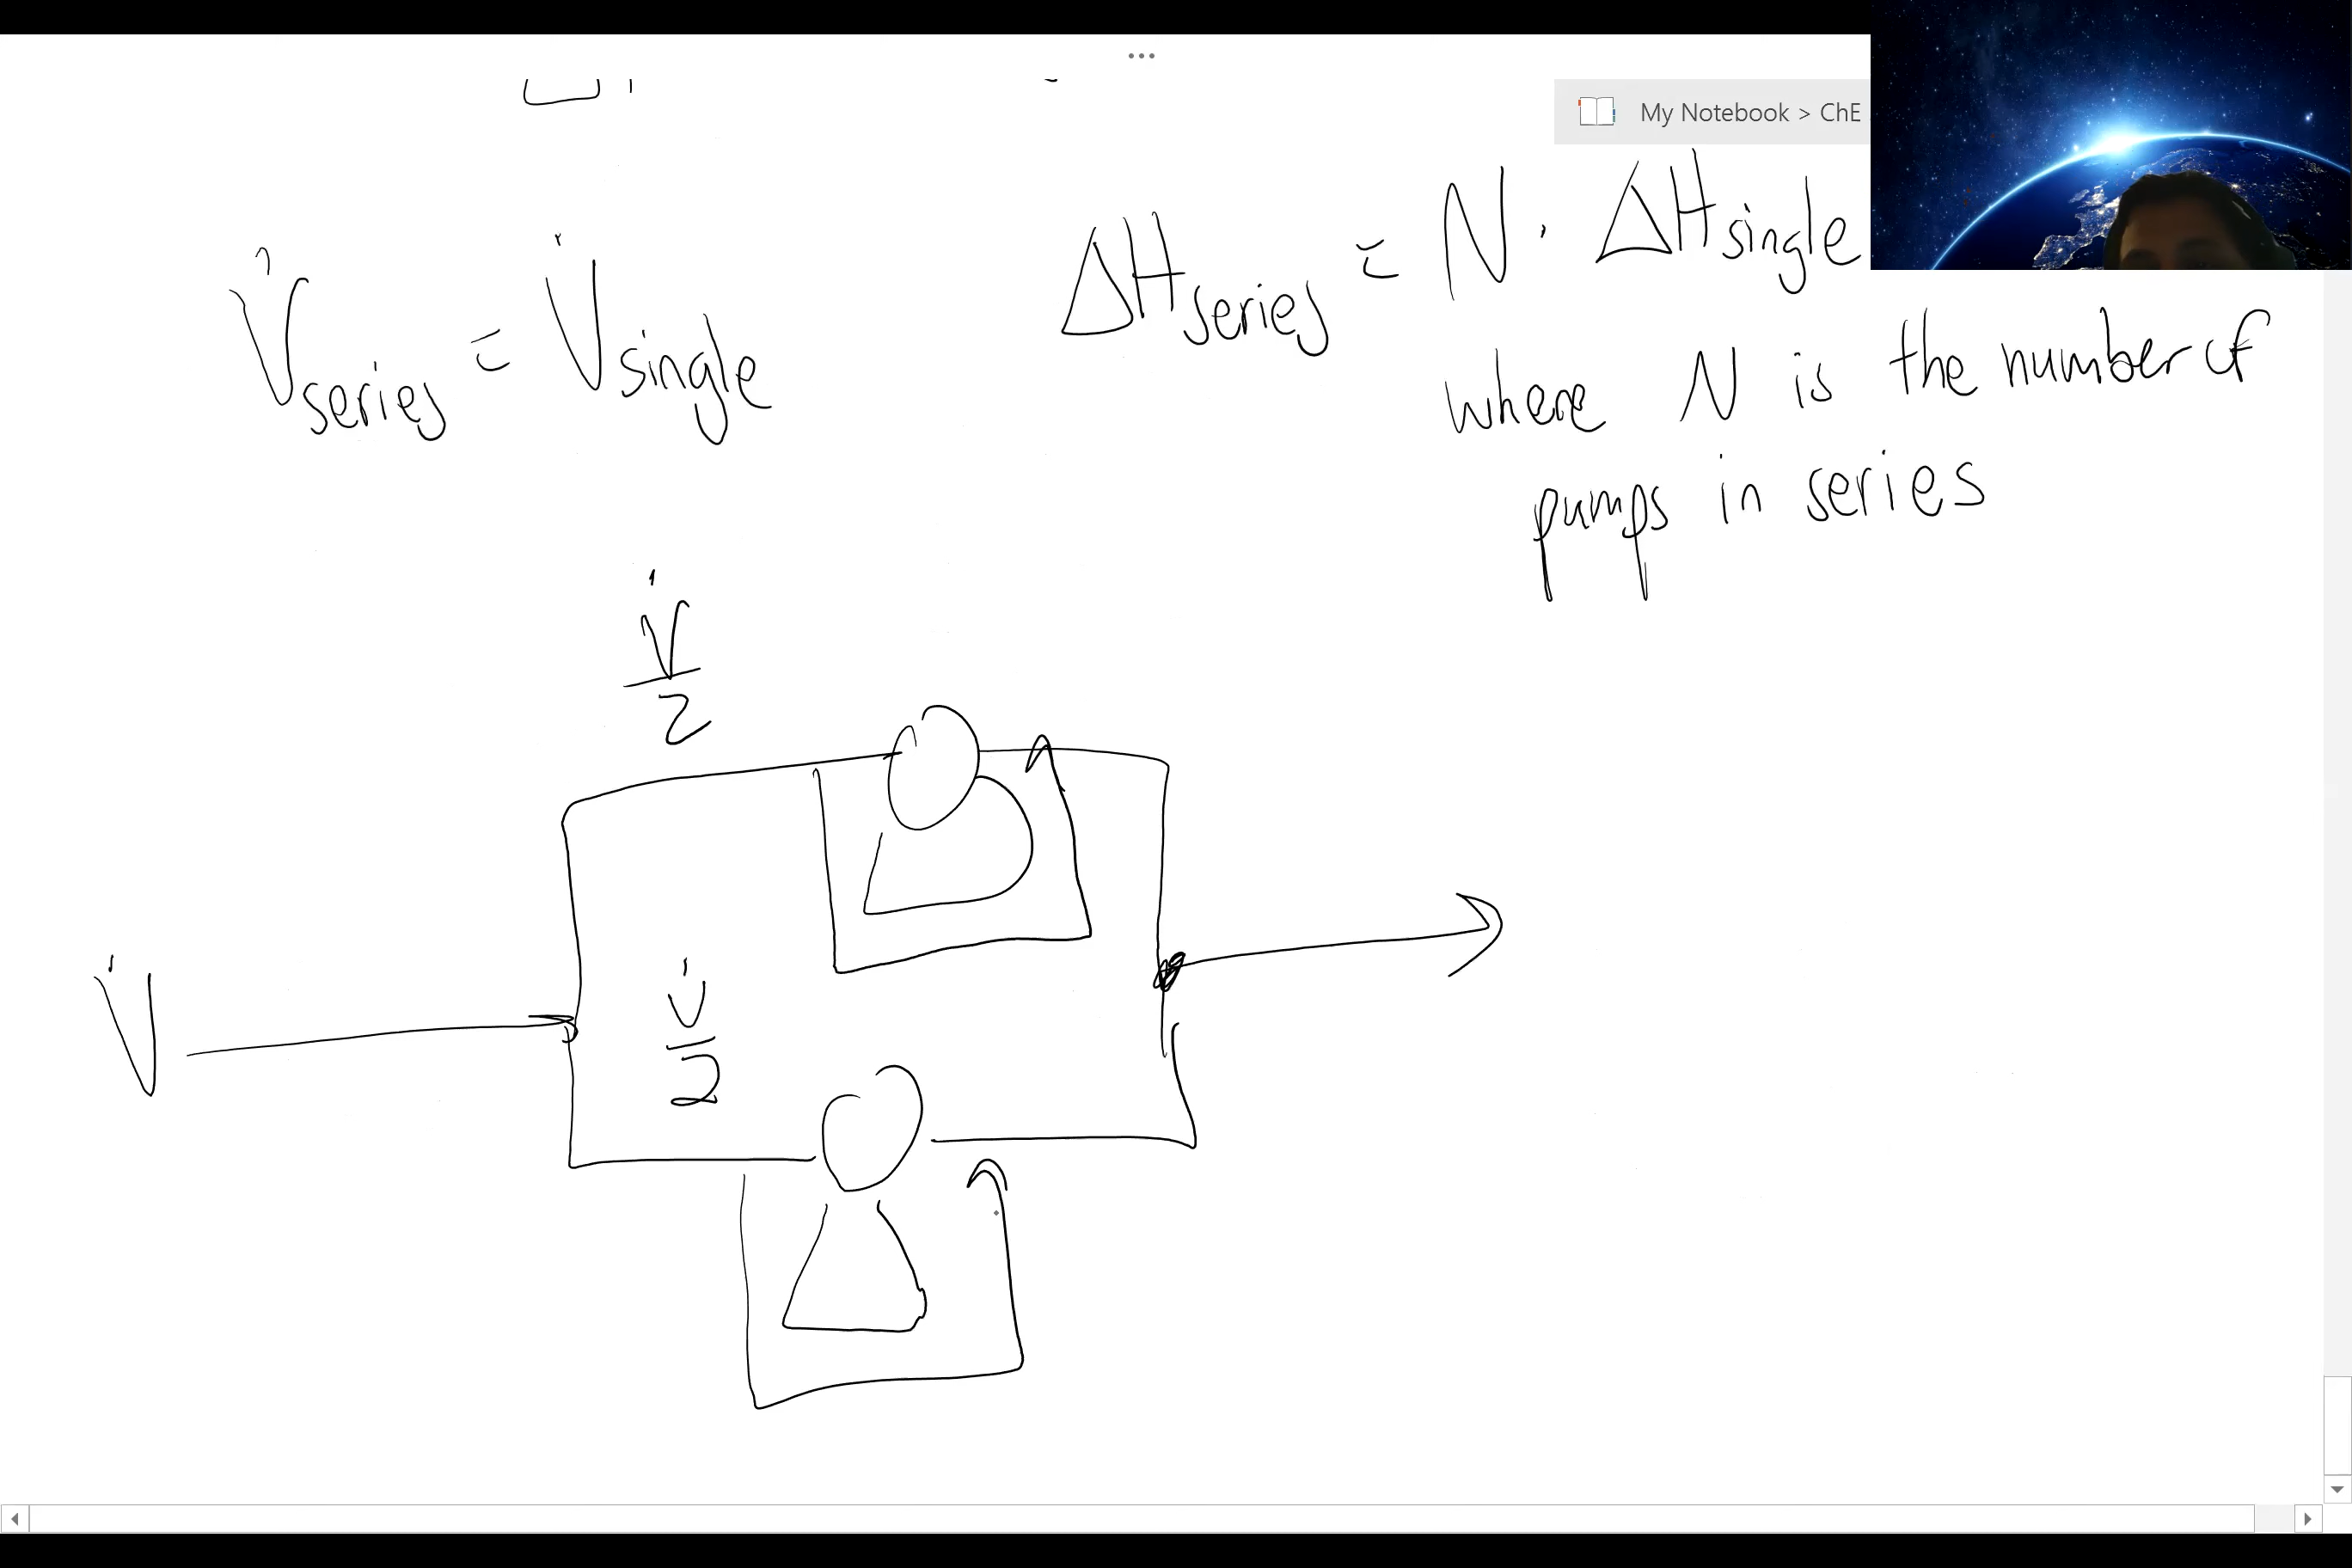 My Notebook > ChE
V̇series = V̇single
ΔHseries = N · ΔHsingle
where N is the number of
pumps in series
V̇/2
V̇
V̇/2